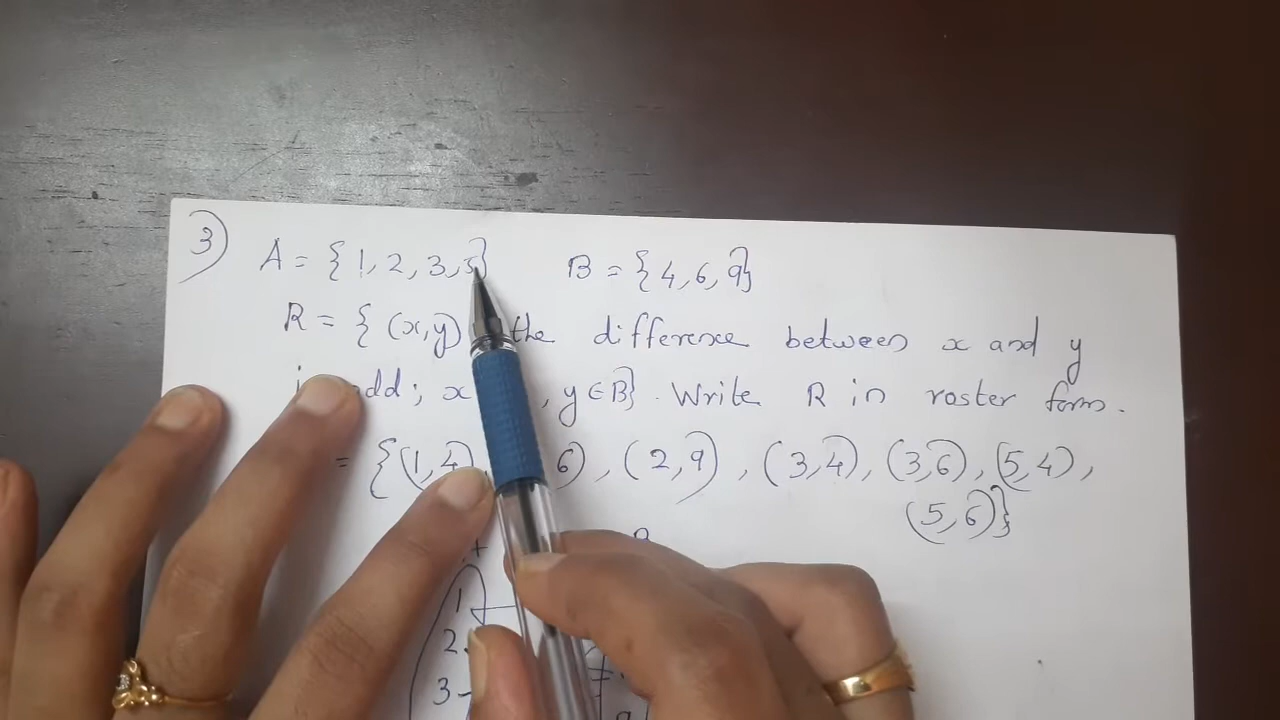 3) A = {1, 2, 3, 5} B = {4, 6, 9}
R = { (x,y) the difference between x and y
odd; x , y ∈ B}. Write R in roster form.
= {(1,4), 6), (2,9), (3,4), (3,6), (5,4),
(5,6)}
1
2
3